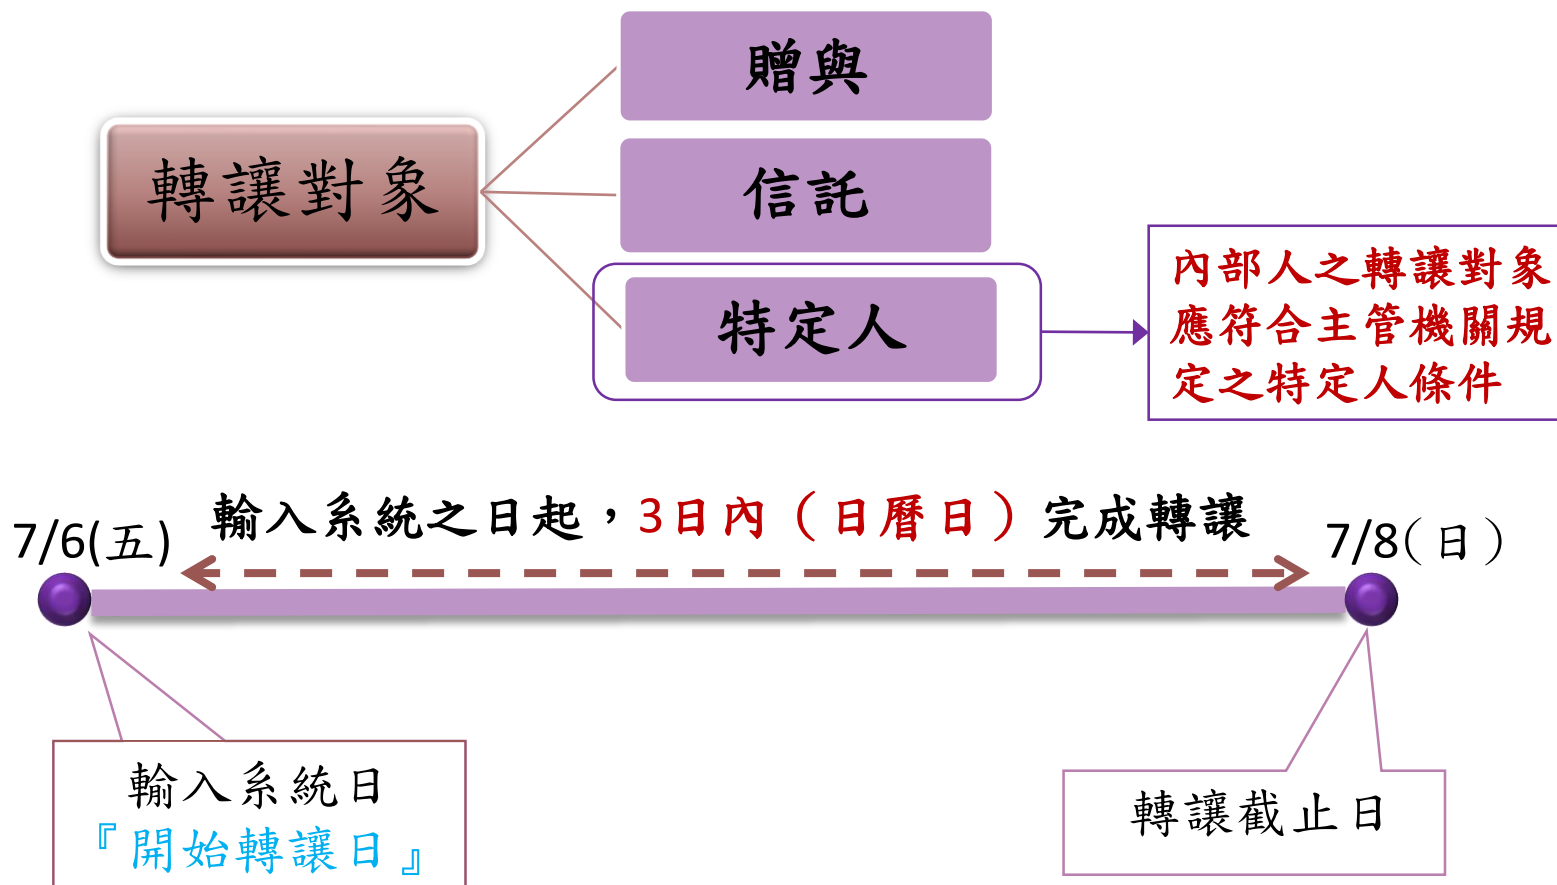 贈與
轉讓對象
信託
特定人
內部人之轉讓對象
應符合主管機關規
定之特定人條件
輸入系統之日起，3日內（日曆日）完成轉讓
7/6(五)
7/8（日）
輸入系統日
『開始轉讓日』
轉讓截止日